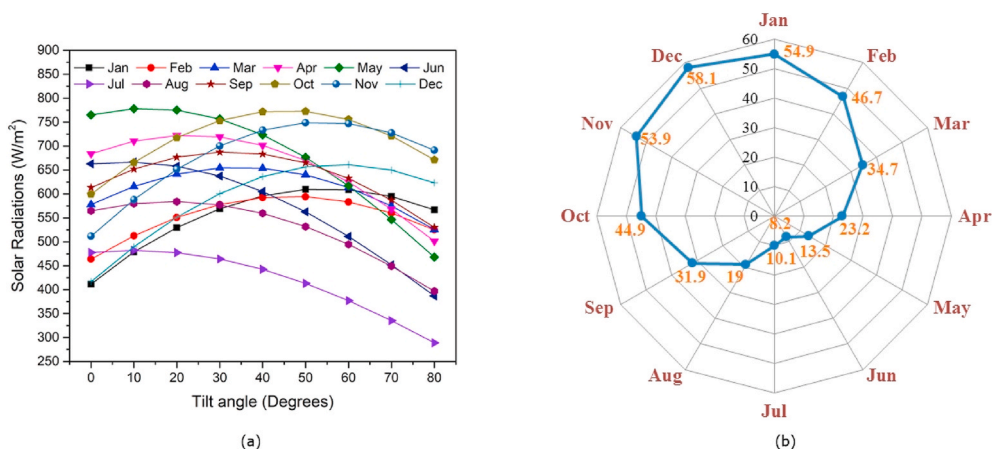 900
850
800
750
700
650
600
550
500
450
400
350
300
250
Solar Radiations (W/m²)
Jan Feb Mar Apr May Jun
Jul Aug Sep Oct Nov Dec
0 10 20 30 40 50 60 70 80
Tilt angle (Degrees)
(a)
Jan
60
Dec 54.9 Feb
50
58.1 46.7
40
Nov Mar
30
53.9 34.7
20
10
Oct 0 Apr
44.9 8.2 23.2
13.5
10.1
31.9 19
Sep May
Aug Jun
Jul
(b)